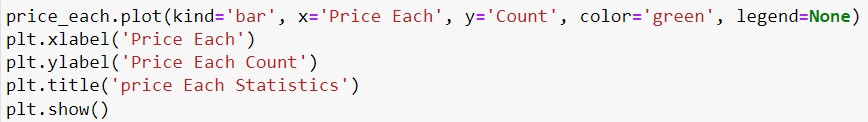 price_each.plot(kind='bar', x='Price Each', y='Count', color='green', legend=None)
plt.xlabel('Price Each')
plt.ylabel('Price Each Count')
plt.title('price Each Statistics')
plt.show()